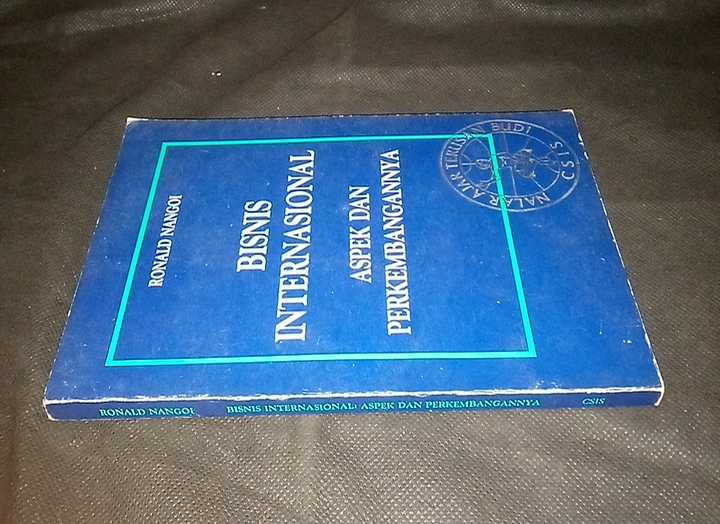 RONALD NANGOI
BISNIS
INTERNASIONAL
ASPEK DAN
PERKEMBANGANNYA
NALAR AJAR TERUSAN BUDI
CSIS
RONALD NANGOI BISNIS INTERNASIONAL: ASPEK DAN PERKEMBANGANNYA CSIS